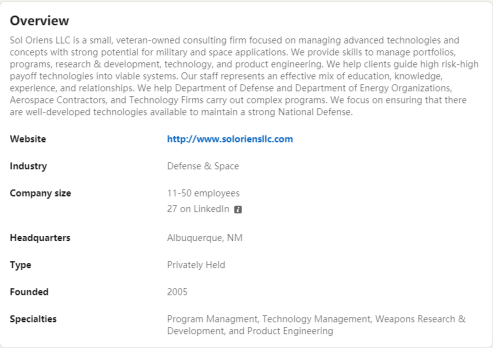 Overview
Sol Oriens LLC is a small, veteran-owned consulting firm focused on managing advanced technologies and
concepts with strong potential for military and space applications. We provide skills to manage portfolios,
programs, research & development, technology, and product engineering. We help clients guide high risk-high
payoff technologies into viable systems. Our staff represents an effective mix of education, knowledge,
experience, and relationships. We help Department of Defense and Department of Energy Organizations,
Aerospace Contractors, and Technology Firms carry out complex programs. We focus on ensuring that there
are well-developed technologies available to maintain a strong National Defense.
Website http://www.soloriensllc.com
Industry Defense & Space
Company size 11-50 employees
27 on LinkedIn
Headquarters Albuquerque, NM
Type Privately Held
Founded 2005
Specialties Program Managment, Technology Management, Weapons Research &
Development, and Product Engineering